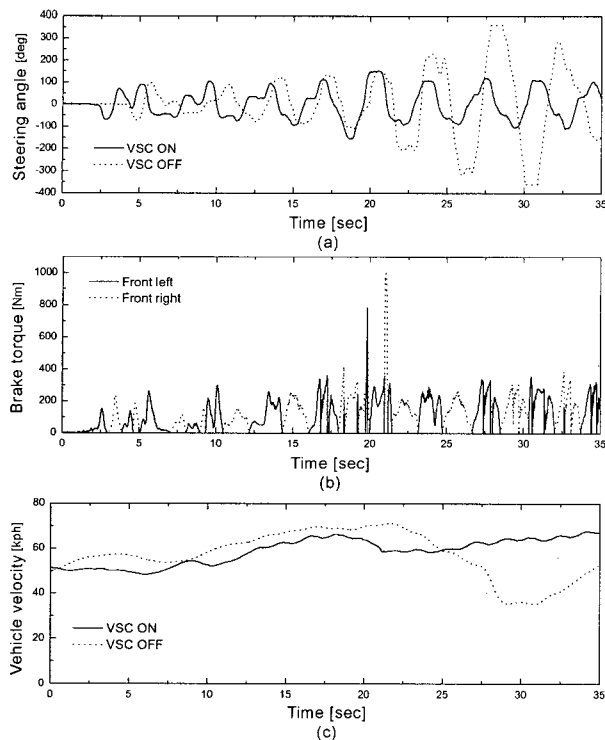 Steering angle [deg]
400
300
200
100
0
-100
-200
-300
-400
VSC ON
VSC OFF
0 5 10 15 20 25 30 35
Time [sec]
(a)
Brake torque [Nm]
1000
800
600
400
200
0
Front left
Front right
0 5 10 15 20 25 30 35
Time [sec]
(b)
Vehicle velocity [kph]
80
60
40
20
0
VSC ON
VSC OFF
0 5 10 15 20 25 30 35
Time [sec]
(c)